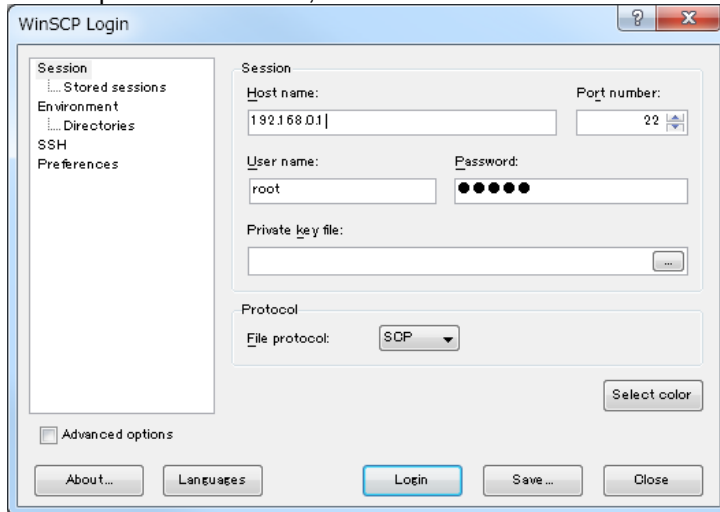 WinSCP Login
Session
Stored sessions
Environment
Directories
SSH
Preferences
Advanced options
Session
Host name:
Port number:
192.168.0.1
22
User name:
Password:
root
●●●●●
Private key file:
...
Protocol
File protocol:
SCP
Select color
About...
Languages
Login
Save...
Close